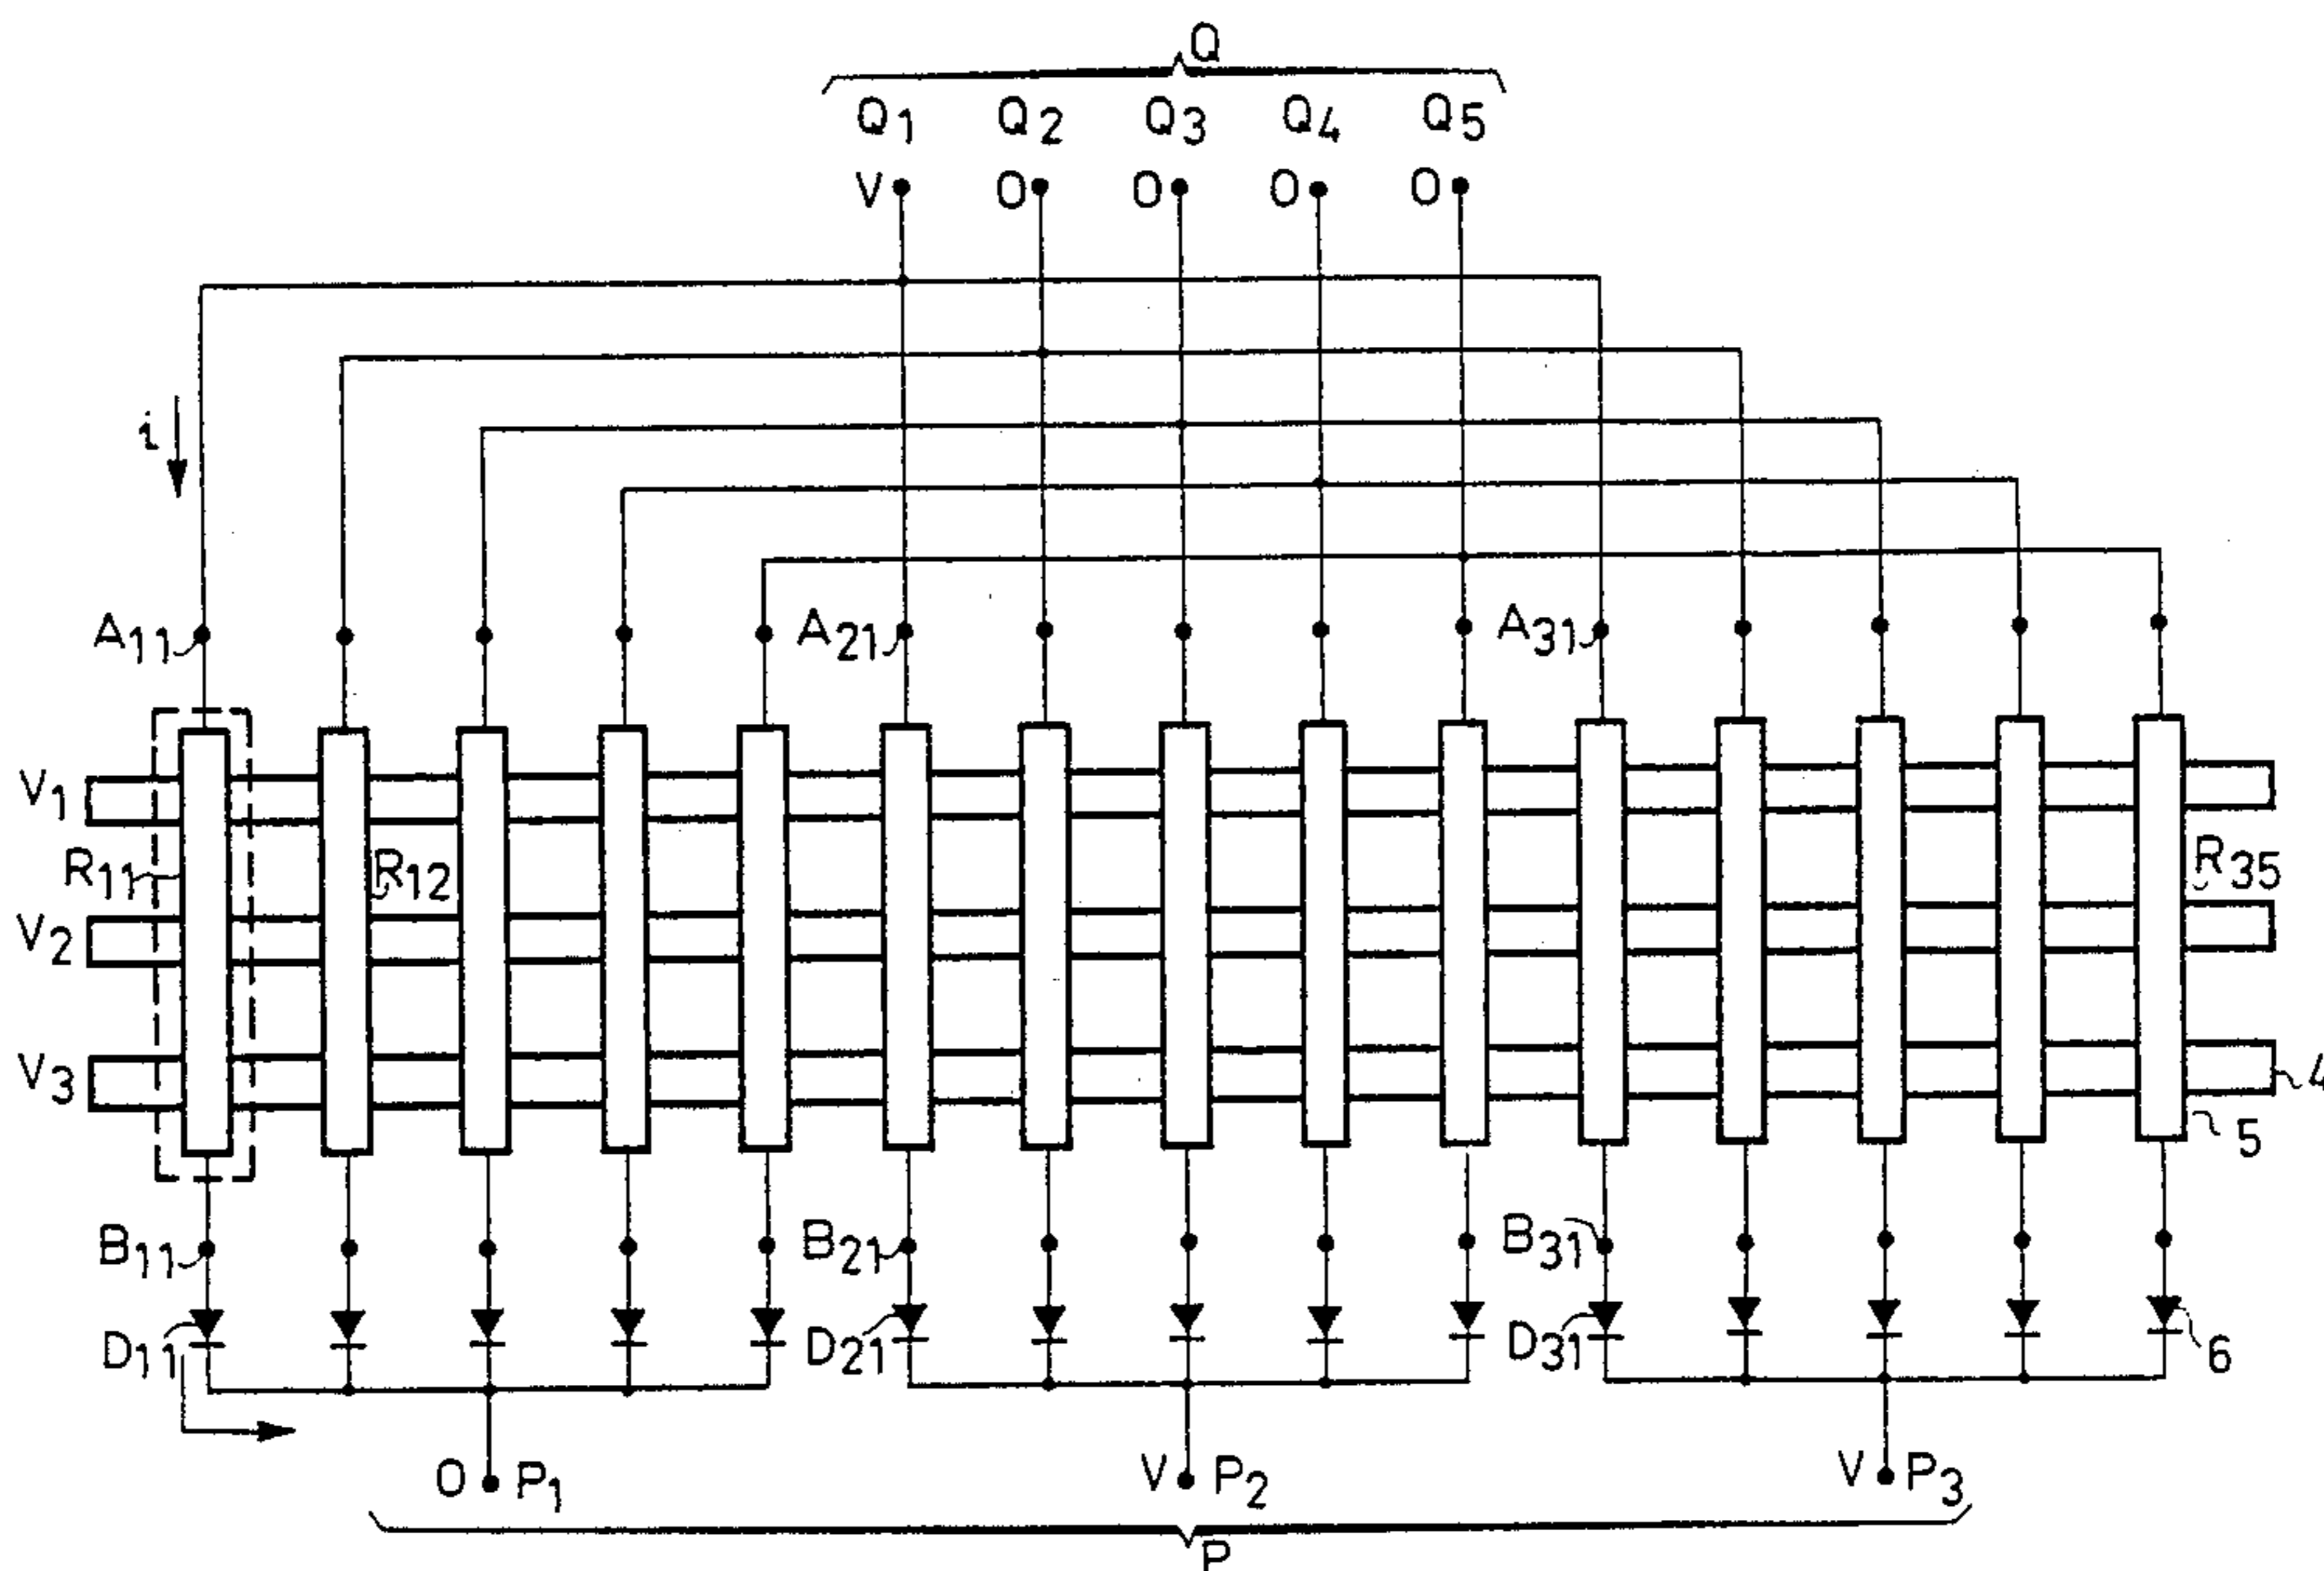 Q
Q1 Q2 Q3 Q4 Q5
V O O O O
i
A11 A21 A31
V1
R11 R12 R35
V2
V3 4
5
B11 B21 B31
D11 D21 D31 6
O P1 V P2 V P3
P